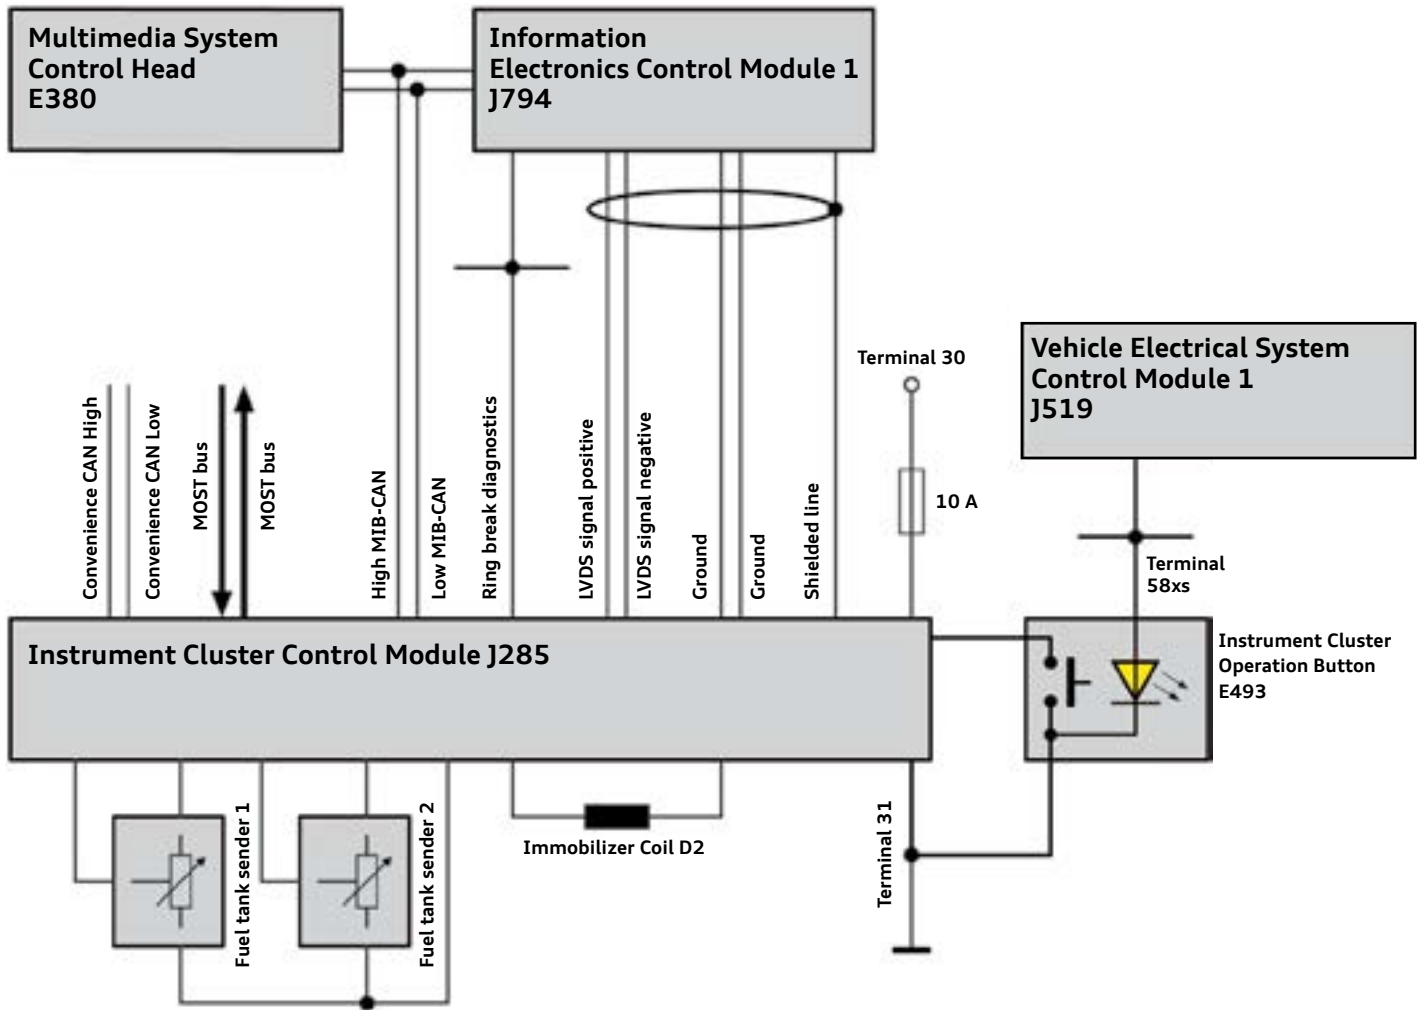 Multimedia System
Control Head
E380
Information
Electronics Control Module 1
J794
Vehicle Electrical System
Control Module 1
J519
Terminal 30
10 A
Terminal
58xs
Convenience CAN High
Convenience CAN Low
MOST bus
MOST bus
High MIB-CAN
Low MIB-CAN
Ring break diagnostics
LVDS signal positive
LVDS signal negative
Ground
Ground
Shielded line
Instrument Cluster Control Module J285
Instrument Cluster
Operation Button
E493
Fuel tank sender 1
Fuel tank sender 2
Immobilizer Coil D2
Terminal 31